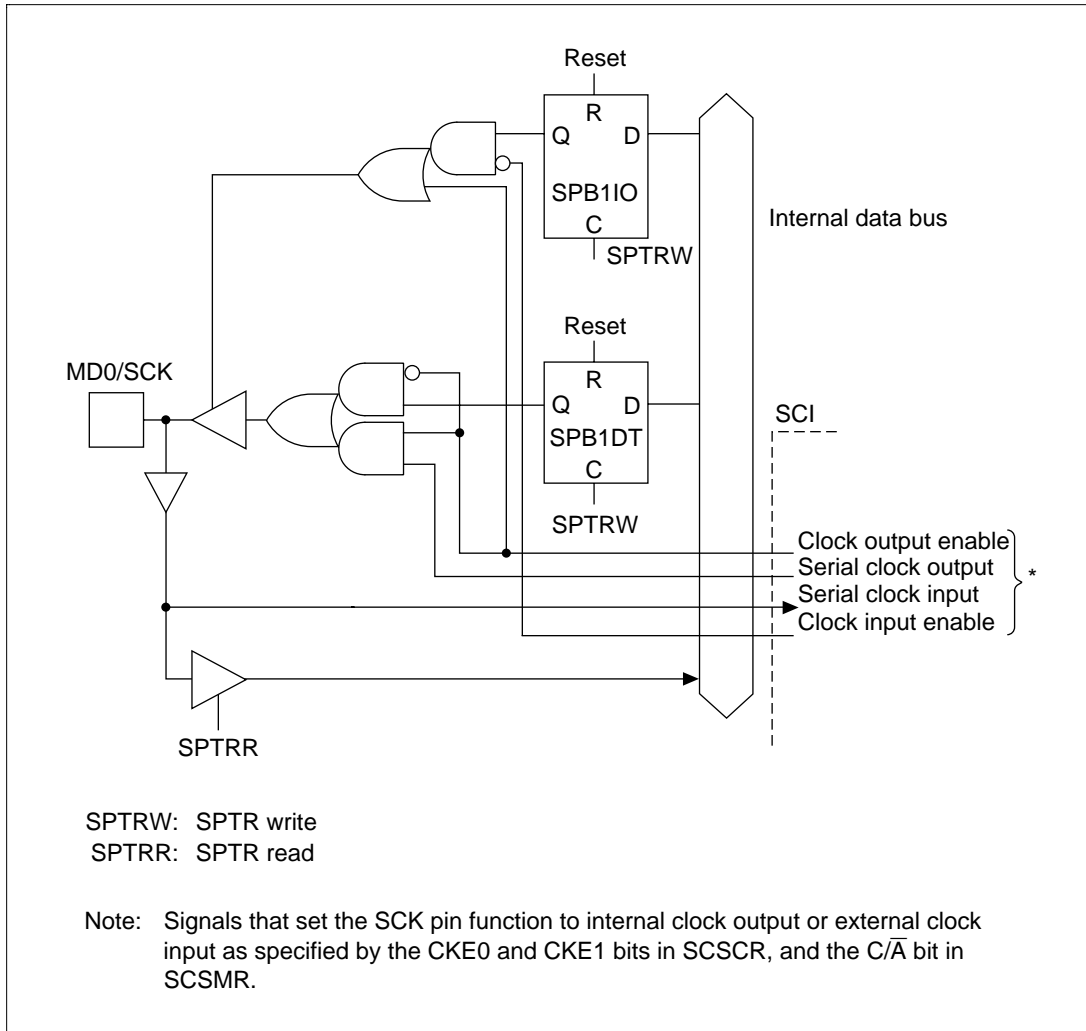 Reset
R
Q D
SPB1IO
C
SPTRW
Internal data bus
Reset
MD0/SCK
R
Q D
SPB1DT
C
SPTRW
SCI
Clock output enable
Serial clock output
*
Serial clock input
Clock input enable
SPTRR
SPTRW: SPTR write
SPTRR: SPTR read
Note: Signals that set the SCK pin function to internal clock output or external clock
input as specified by the CKE0 and CKE1 bits in SCSCR, and the C/A̅ bit in
SCSMR.